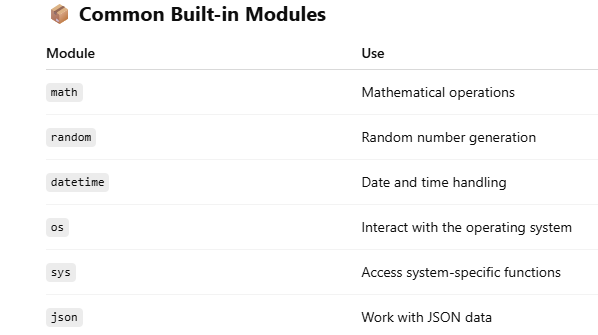 📦 Common Built-in Modules
Module Use
math Mathematical operations
random Random number generation
datetime Date and time handling
os Interact with the operating system
sys Access system-specific functions
json Work with JSON data